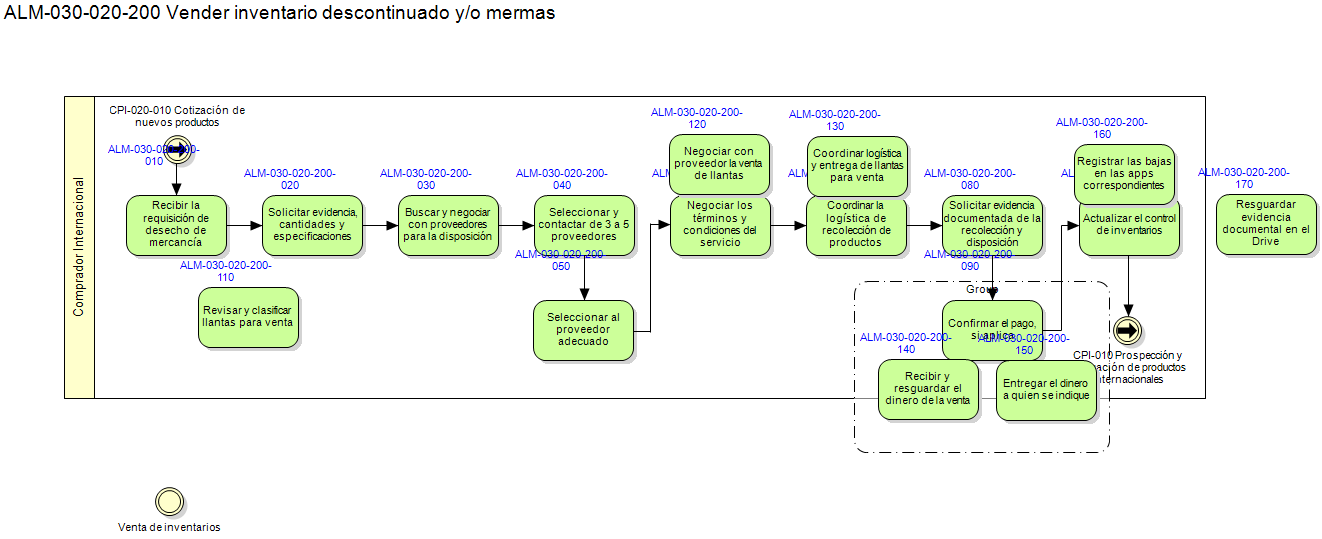 ALM-030-020-200 Vender inventario descontinuado y/o mermas
Comprador Internacional
CPI-020-010 Cotización de
nuevos productos
ALM-030-020-200-
010
Recibir la
requisición de
desecho de
mercancía
ALM-030-020-200-
020
Solicitar evidencia,
cantidades y
especificaciones
ALM-030-020-200-
030
Buscar y negociar
con proveedores
para la disposición
ALM-030-020-200-
040
Seleccionar y
contactar de 3 a 5
proveedores
ALM-030-020-200-
050
Seleccionar al
proveedor
adecuado
ALM-030-020-200-
120
Negociar con
proveedor la venta
de llantas
Negociar los
términos y
condiciones del
servicio
ALM-030-020-200-
130
Coordinar logística
y entrega de llantas
para venta
Coordinar la
logística de
recolección de
productos
ALM-030-020-200-
080
Solicitar evidencia
documentada de la
recolección y
disposición
ALM-030-020-200-
090
Group
Confirmar el pago,
si aplica
ALM-030-020-200-
140
Recibir y
resguardar el
dinero de la venta
ALM-030-020-200-
150
Entregar el dinero
a quien se indique
ALM-030-020-200-
160
Registrar las bajas
en las apps
correspondientes
Actualizar el control
de inventarios
CPI-010 Prospección y
de productos
ALM-030-020-200-
170
Resguardar
evidencia
documental en el
Drive
ALM-030-020-200-
110
Revisar y clasificar
llantas para venta
Venta de inventarios